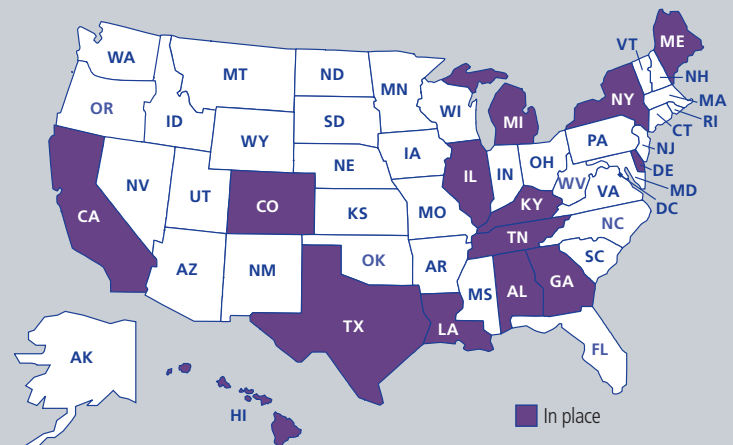 WA
MT
ND
MN
VT
ME
NH
OR
ID
SD
WI
MI
NY
MA
RI
CT
WY
IA
PA
NJ
NE
IL
IN
OH
DE
NV
UT
CO
KS
MO
KY
WV
VA
MD
DC
CA
TN
NC
AZ
NM
OK
AR
SC
MS
AL
GA
TX
LA
FL
AK
HI
In place